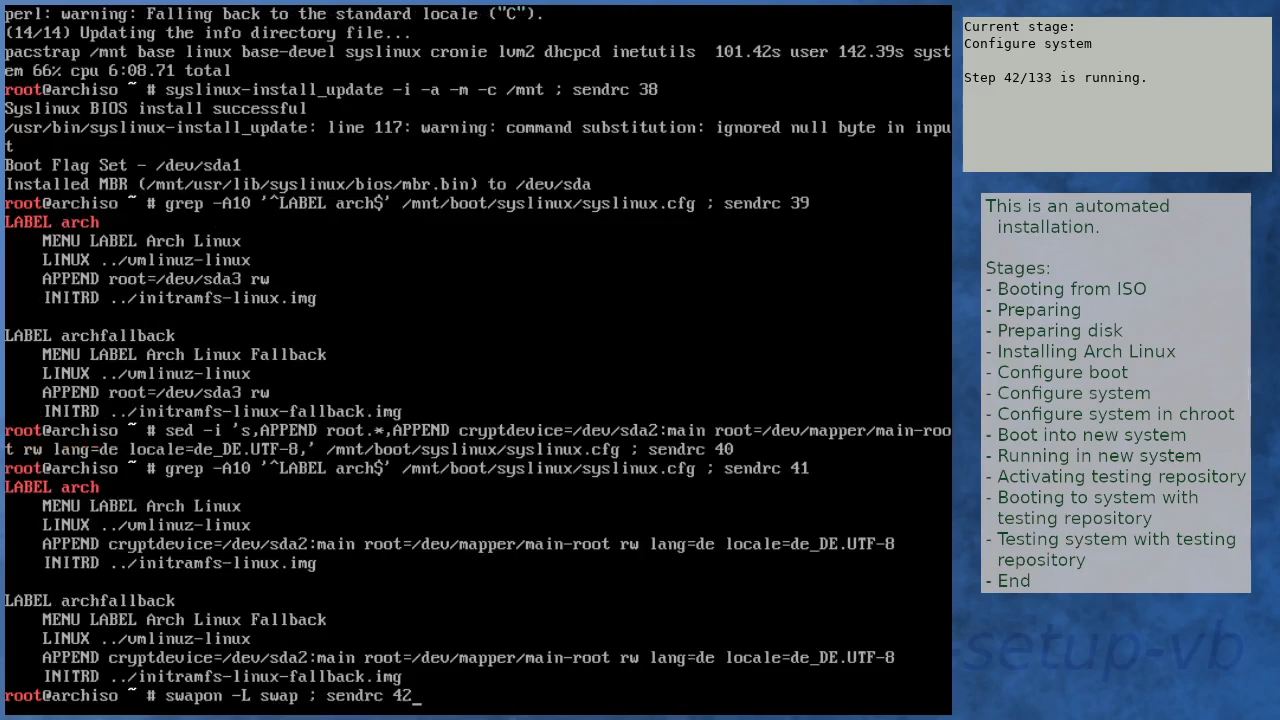 perl: warning: Falling back to the standard locale ("C").
(14/14) Updating the info directory file...
pacstrap /mnt base linux base-devel syslinux cronie lvm2 dhcpcd inetutils  101.42s user 142.39s syst
em 66% cpu 6:08.71 total
root@archiso ~ # syslinux-install_update -i -a -m -c /mnt ; sendrc 38
Syslinux BIOS install successful
/usr/bin/syslinux-install_update: line 117: warning: command substitution: ignored null byte in inpu
t
Boot Flag Set - /dev/sda1
Installed MBR (/mnt/usr/lib/syslinux/bios/mbr.bin) to /dev/sda
root@archiso ~ # grep -A10 '^LABEL arch$' /mnt/boot/syslinux/syslinux.cfg ; sendrc 39
LABEL arch
    MENU LABEL Arch Linux
    LINUX ../vmlinuz-linux
    APPEND root=/dev/sda3 rw
    INITRD ../initramfs-linux.img

LABEL archfallback
    MENU LABEL Arch Linux Fallback
    LINUX ../vmlinuz-linux
    APPEND root=/dev/sda3 rw
    INITRD ../initramfs-linux-fallback.img
root@archiso ~ # sed -i 's,APPEND root.*,APPEND cryptdevice=/dev/sda2:main root=/dev/mapper/main-roo
t rw lang=de locale=de_DE.UTF-8,' /mnt/boot/syslinux/syslinux.cfg ; sendrc 40
root@archiso ~ # grep -A10 '^LABEL arch$' /mnt/boot/syslinux/syslinux.cfg ; sendrc 41
LABEL arch
    MENU LABEL Arch Linux
    LINUX ../vmlinuz-linux
    APPEND cryptdevice=/dev/sda2:main root=/dev/mapper/main-root rw lang=de locale=de_DE.UTF-8
    INITRD ../initramfs-linux.img

LABEL archfallback
    MENU LABEL Arch Linux Fallback
    LINUX ../vmlinuz-linux
    APPEND cryptdevice=/dev/sda2:main root=/dev/mapper/main-root rw lang=de locale=de_DE.UTF-8
    INITRD ../initramfs-linux-fallback.img
root@archiso ~ # swapon -L swap ; sendrc 42_
Current stage:
Configure system

Step 42/133 is running.
This is an automated
installation.

Stages:
- Booting from ISO
- Preparing
- Preparing disk
- Installing Arch Linux
- Configure boot
- Configure system
- Configure system in chroot
- Boot into new system
- Running in new system
- Activating testing repository
- Booting to system with
testing repository
- Testing system with testing
repository
- End
-setup-vb